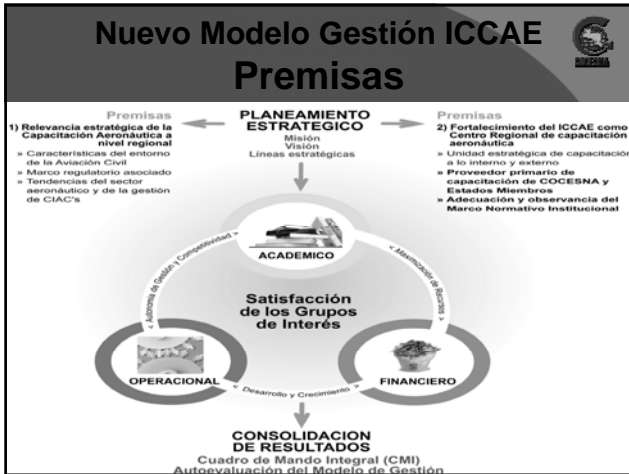 Nuevo Modelo Gestión ICCAE
Premisas
COCESNA
Premisas
1) Relevancia estratégica de la
Capacitación Aeronáutica a
nivel regional
» Características del entorno
de la Aviación Civil
» Marco regulatorio asociado
» Tendencias del sector
aeronáutico y de la gestión
de CIAC's
PLANEAMIENTO
ESTRATEGICO
Misión
Visión
Líneas estratégicas
Premisas
2) Fortalecimiento del ICCAE como
Centro Regional de capacitación
aeronáutica
» Unidad estratégica de capacitación
a lo interno y externo
» Proveedor primario de
capacitación de COCESNA y
Estados Miembros
» Adecuación y observancia del
Marco Normativo Institucional
ACADEMICO
< Autonomía de Gestión y Competitividad >
< Maximización de Recursos >
Satisfacción
de los Grupos
de Interés
OPERACIONAL
FINANCIERO
< Desarrollo y Crecimiento >
CONSOLIDACION
DE RESULTADOS
Cuadro de Mando Integral (CMI)
Autoevaluación del Modelo de Gestión